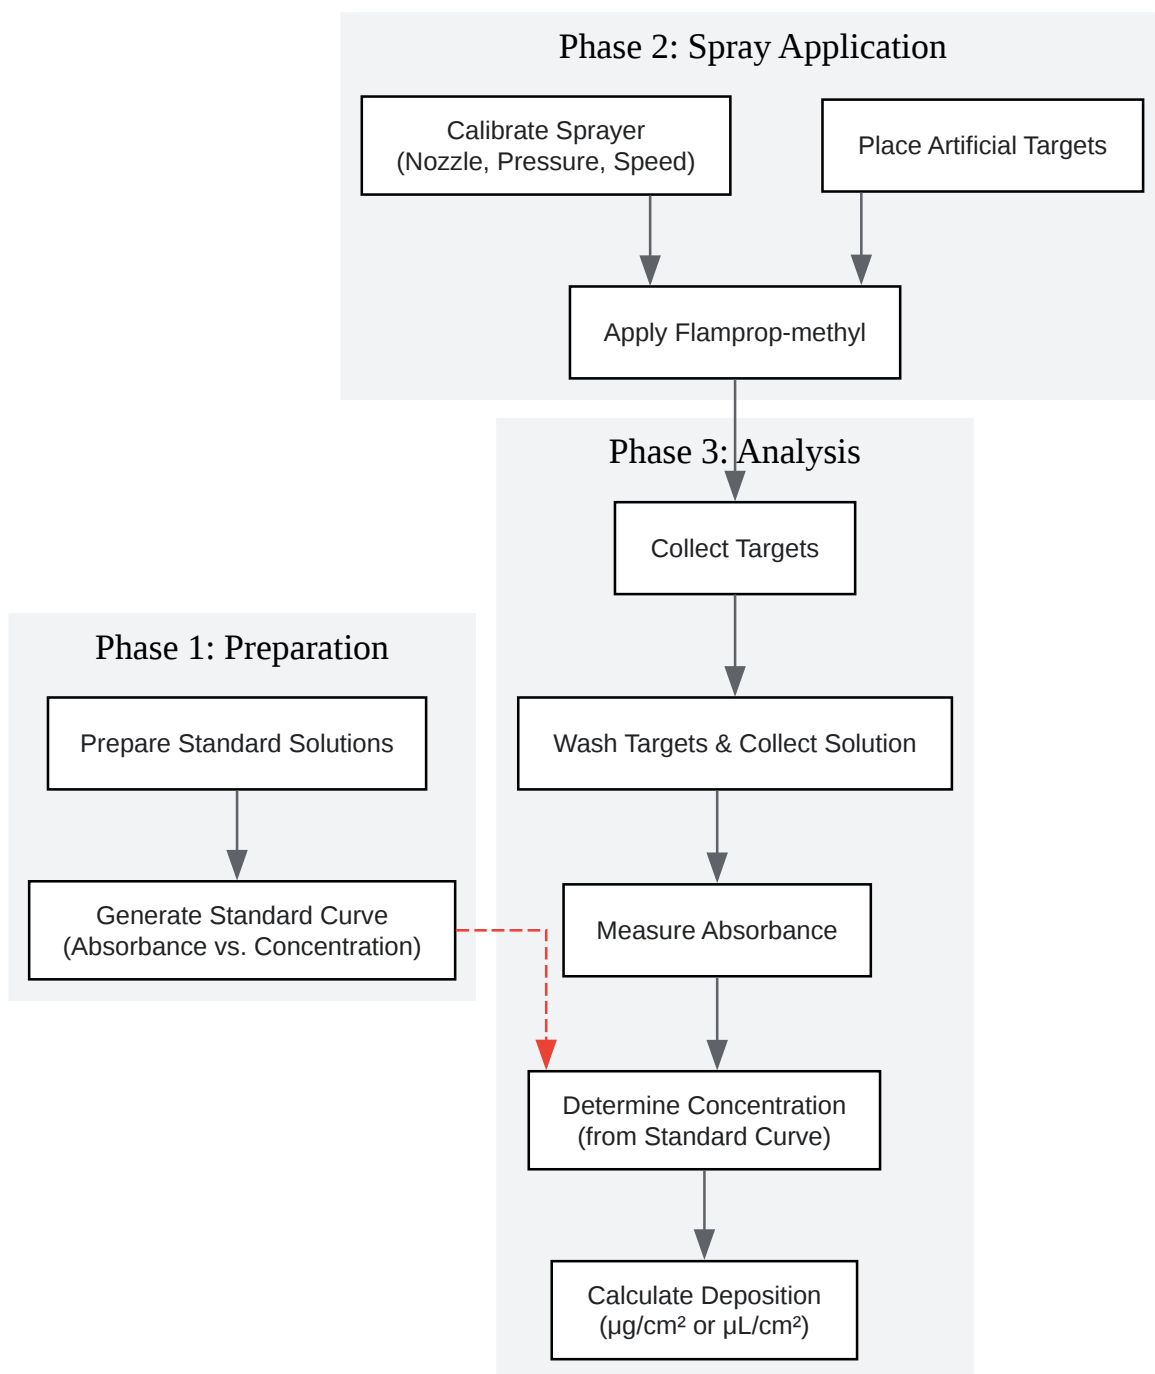 Phase 2: Spray Application
Calibrate Sprayer
(Nozzle, Pressure, Speed)
Place Artificial Targets
Apply Flamprop-methyl
Phase 3: Analysis
Collect Targets
Phase 1: Preparation
Prepare Standard Solutions
Wash Targets & Collect Solution
Generate Standard Curve
(Absorbance vs. Concentration)
Measure Absorbance
Determine Concentration
(from Standard Curve)
Calculate Deposition
(μg/cm² or μL/cm²)